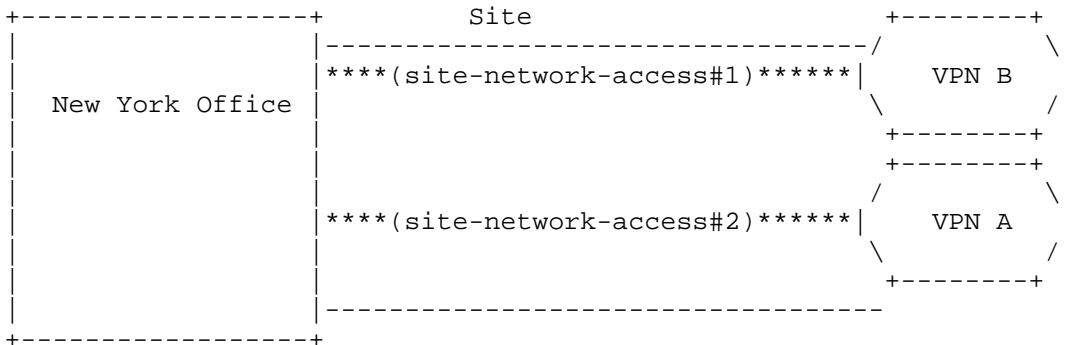 Site
****(site-network-access#1)****** VPN B
New York Office
****(site-network-access#2)****** VPN A